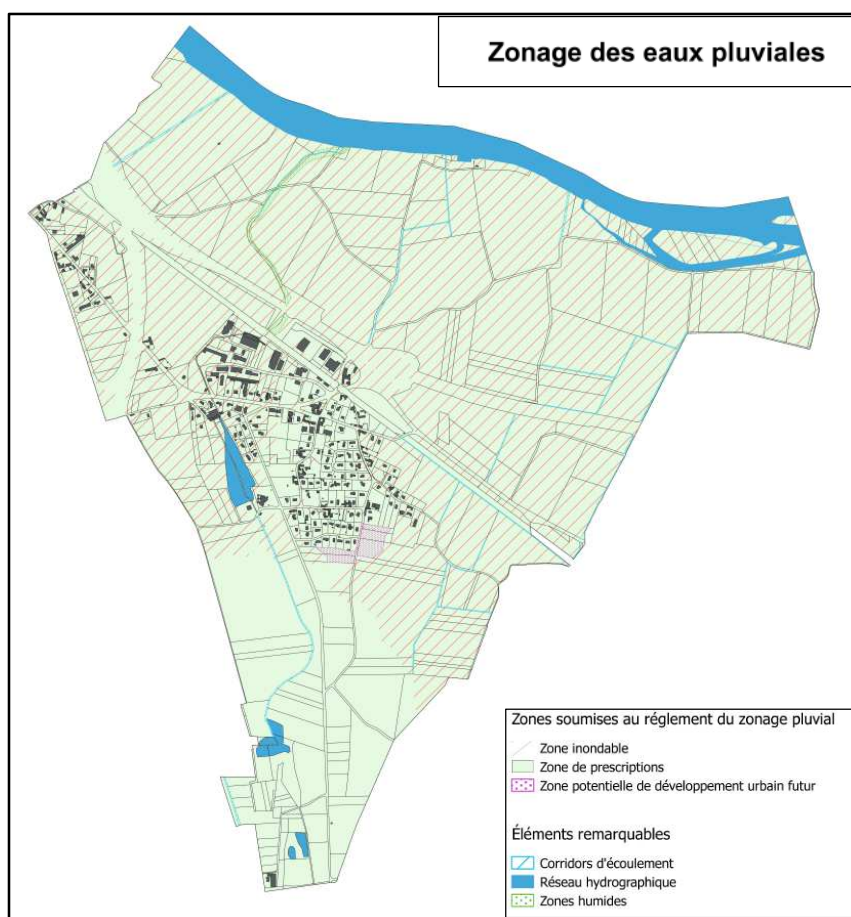 Zonage des eaux pluviales
Zones soumises au réglement du zonage pluvial
Zone inondable
Zone de prescriptions
Zone potentielle de développement urbain futur
Éléments remarquables
Corridors d'écoulement
Réseau hydrographique
Zones humides